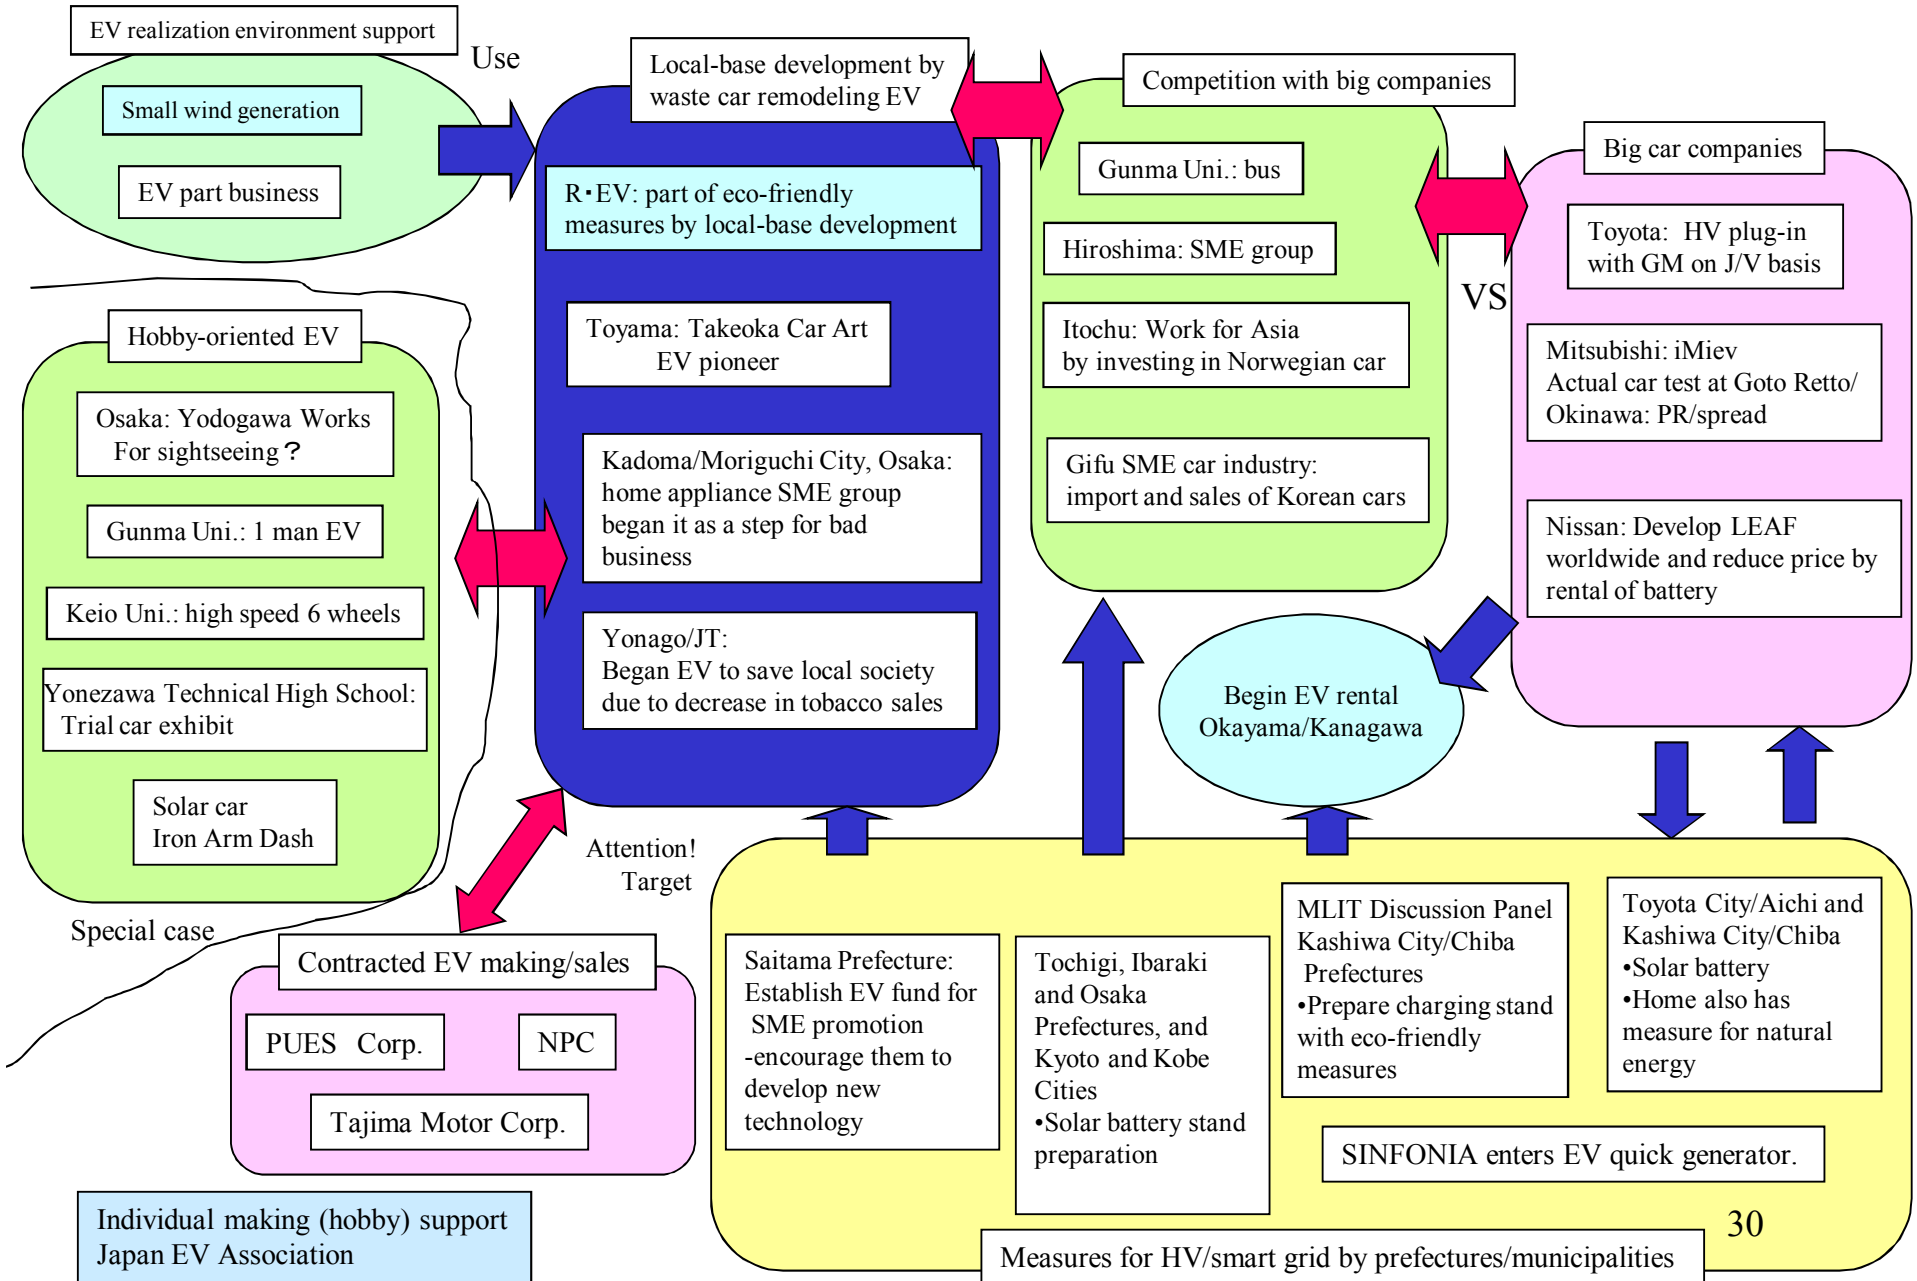 EV realization environment support
Use
Small wind generation
EV part business
Local-base development by
waste car remodeling EV
R・EV: part of eco-friendly
measures by local-base development
Toyama: Takeoka Car Art
EV pioneer
Kadoma/Moriguchi City, Osaka:
home appliance SME group
began it as a step for bad
business
Yonago/JT:
Began EV to save local society
due to decrease in tobacco sales
Competition with big companies
Gunma Uni.: bus
Hiroshima: SME group
Itochu: Work for Asia
by investing in Norwegian car
Gifu SME car industry:
import and sales of Korean cars
VS
Big car companies
Toyota: HV plug-in
with GM on J/V basis
Mitsubishi: iMiev
Actual car test at Goto Retto/
Okinawa: PR/spread
Nissan: Develop LEAF
worldwide and reduce price by
rental of battery
Begin EV rental
Okayama/Kanagawa
Hobby-oriented EV
Osaka: Yodogawa Works
For sightseeing？
Gunma Uni.: 1 man EV
Keio Uni.: high speed 6 wheels
Yonezawa Technical High School:
Trial car exhibit
Solar car
Iron Arm Dash
Special case
Attention!
Target
Contracted EV making/sales
PUES Corp.
NPC
Tajima Motor Corp.
Individual making (hobby) support
Japan EV Association
Saitama Prefecture:
Establish EV fund for
SME promotion
-encourage them to
develop new
technology
Tochigi, Ibaraki
and Osaka
Prefectures, and
Kyoto and Kobe
Cities
•Solar battery stand
preparation
MLIT Discussion Panel
Kashiwa City/Chiba
Prefectures
•Prepare charging stand
with eco-friendly
measures
Toyota City/Aichi and
Kashiwa City/Chiba
•Solar battery
•Home also has
measure for natural
energy
SINFONIA enters EV quick generator.
30
Measures for HV/smart grid by prefectures/municipalities